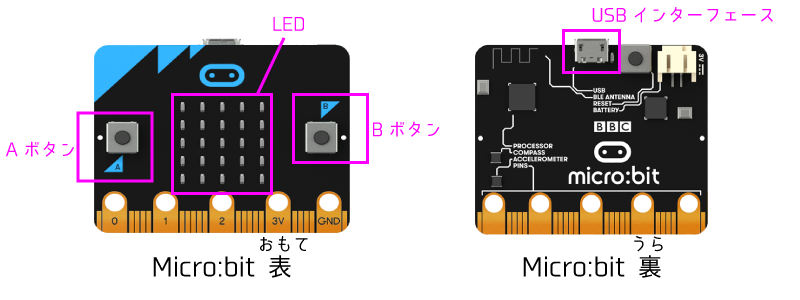 LED
Aボタン
Bボタン
A
B
0 1 2 3V GND
おもて
Micro:bit 表
USB インターフェース
3V
USB
BLE ANTENNA
RESET
BATTERY
BBC
PROCESSOR
COMPASS
ACCELEROMETER
PINS
micro:bit
うら
Micro:bit 裏